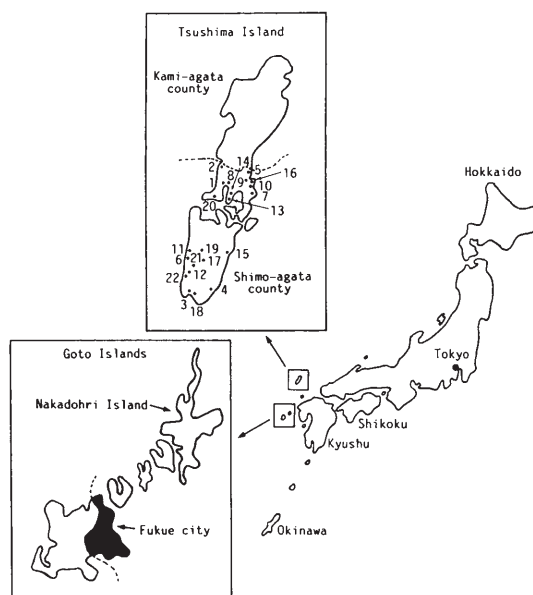 Tsushima Island
Kami-agata
county
2
14
5
16
1
8
9
10
7
20
13
11
19
6
21
17
15
22
12
Shimo-agata
county
3
4
18
Hokkaido
Tokyo
Shikoku
Kyushu
Okinawa
Goto Islands
Nakadohri Island
Fukue city